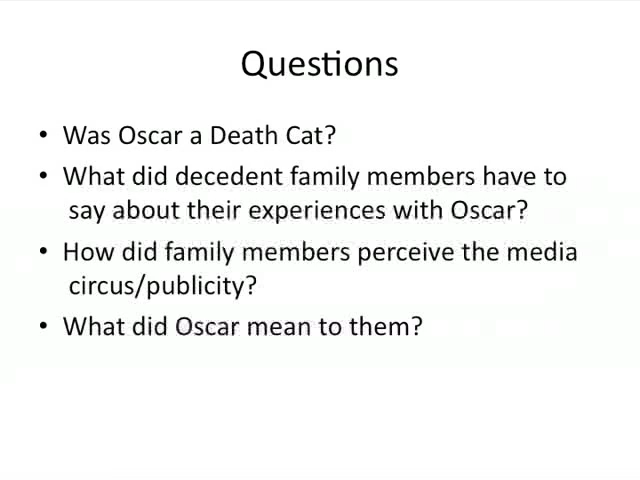 Questions
• Was Oscar a Death Cat?
• What did decedent family members have to
say about their experiences with Oscar?
• How did family members perceive the media
circus/publicity?
• What did Oscar mean to them?